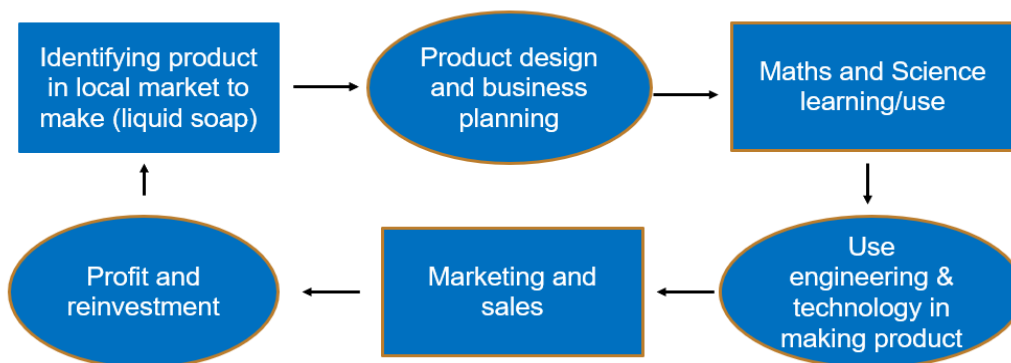 Identifying product
in local market to
make (liquid soap)
Product design
and business
planning
Maths and Science
learning/use
Use
engineering &
technology in
making product
Marketing and
sales
Profit and
reinvestment